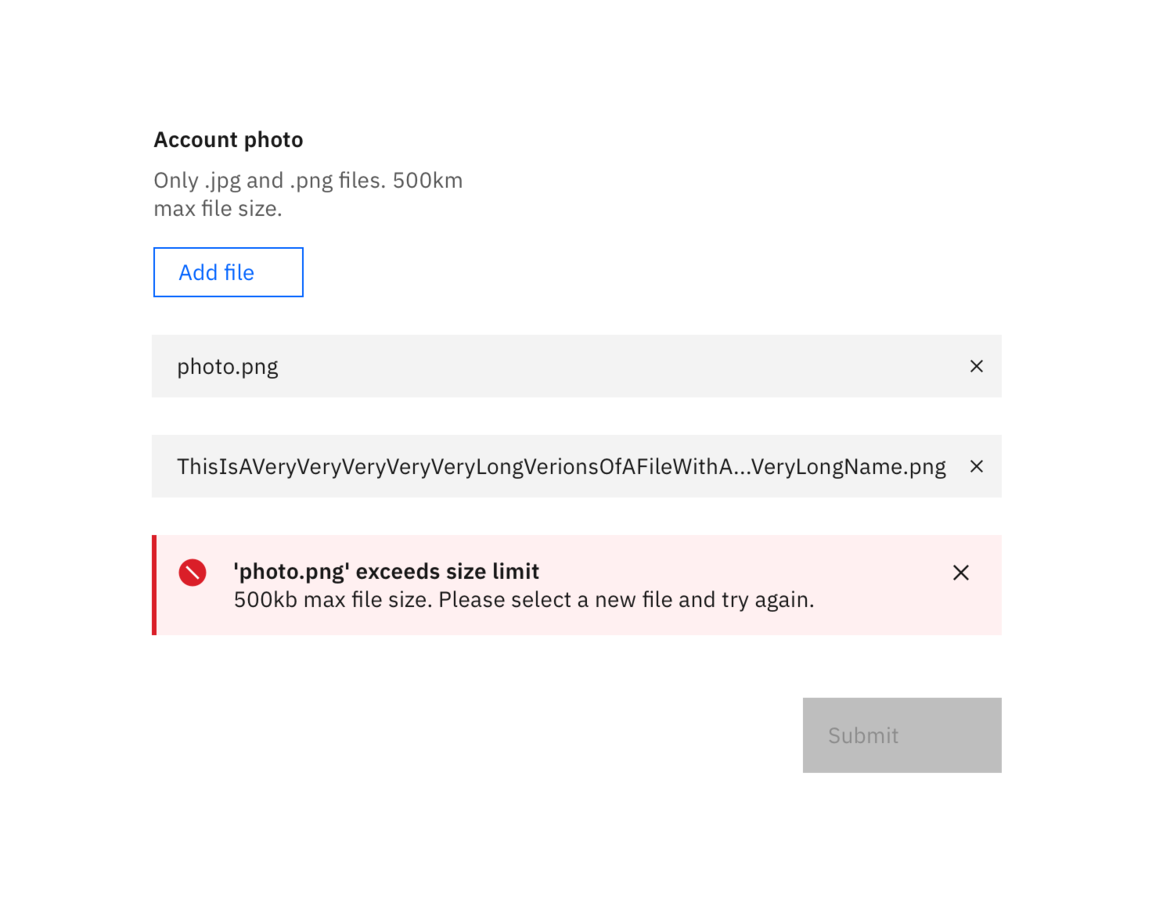 Account photo
Only .jpg and .png files. 500km
max file size.
Add file
photo.png
ThisIsAVeryVeryVeryVeryVeryLongVerionsOfAFileWithA...VeryLongName.png
'photo.png' exceeds size limit
500kb max file size. Please select a new file and try again.
Submit